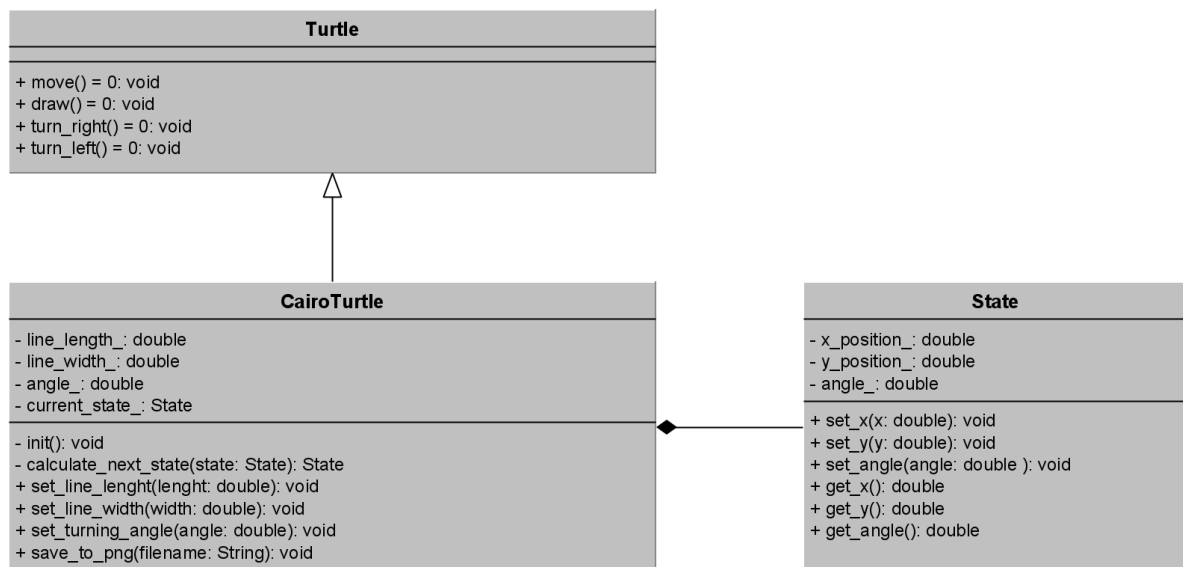 Turtle
+ move() = 0: void
+ draw() = 0: void
+ turn_right() = 0: void
+ turn_left() = 0: void
CairoTurtle
- line_length_: double
- line_width_: double
- angle_: double
- current_state_: State
- init(): void
- calculate_next_state(state: State): State
+ set_line_lenght(lenght: double): void
+ set_line_width(width: double): void
+ set_turning_angle(angle: double): void
+ save_to_png(filename: String): void
State
- x_position_: double
- y_position_: double
- angle_: double
+ set_x(x: double): void
+ set_y(y: double): void
+ set_angle(angle: double ): void
+ get_x(): double
+ get_y(): double
+ get_angle(): double